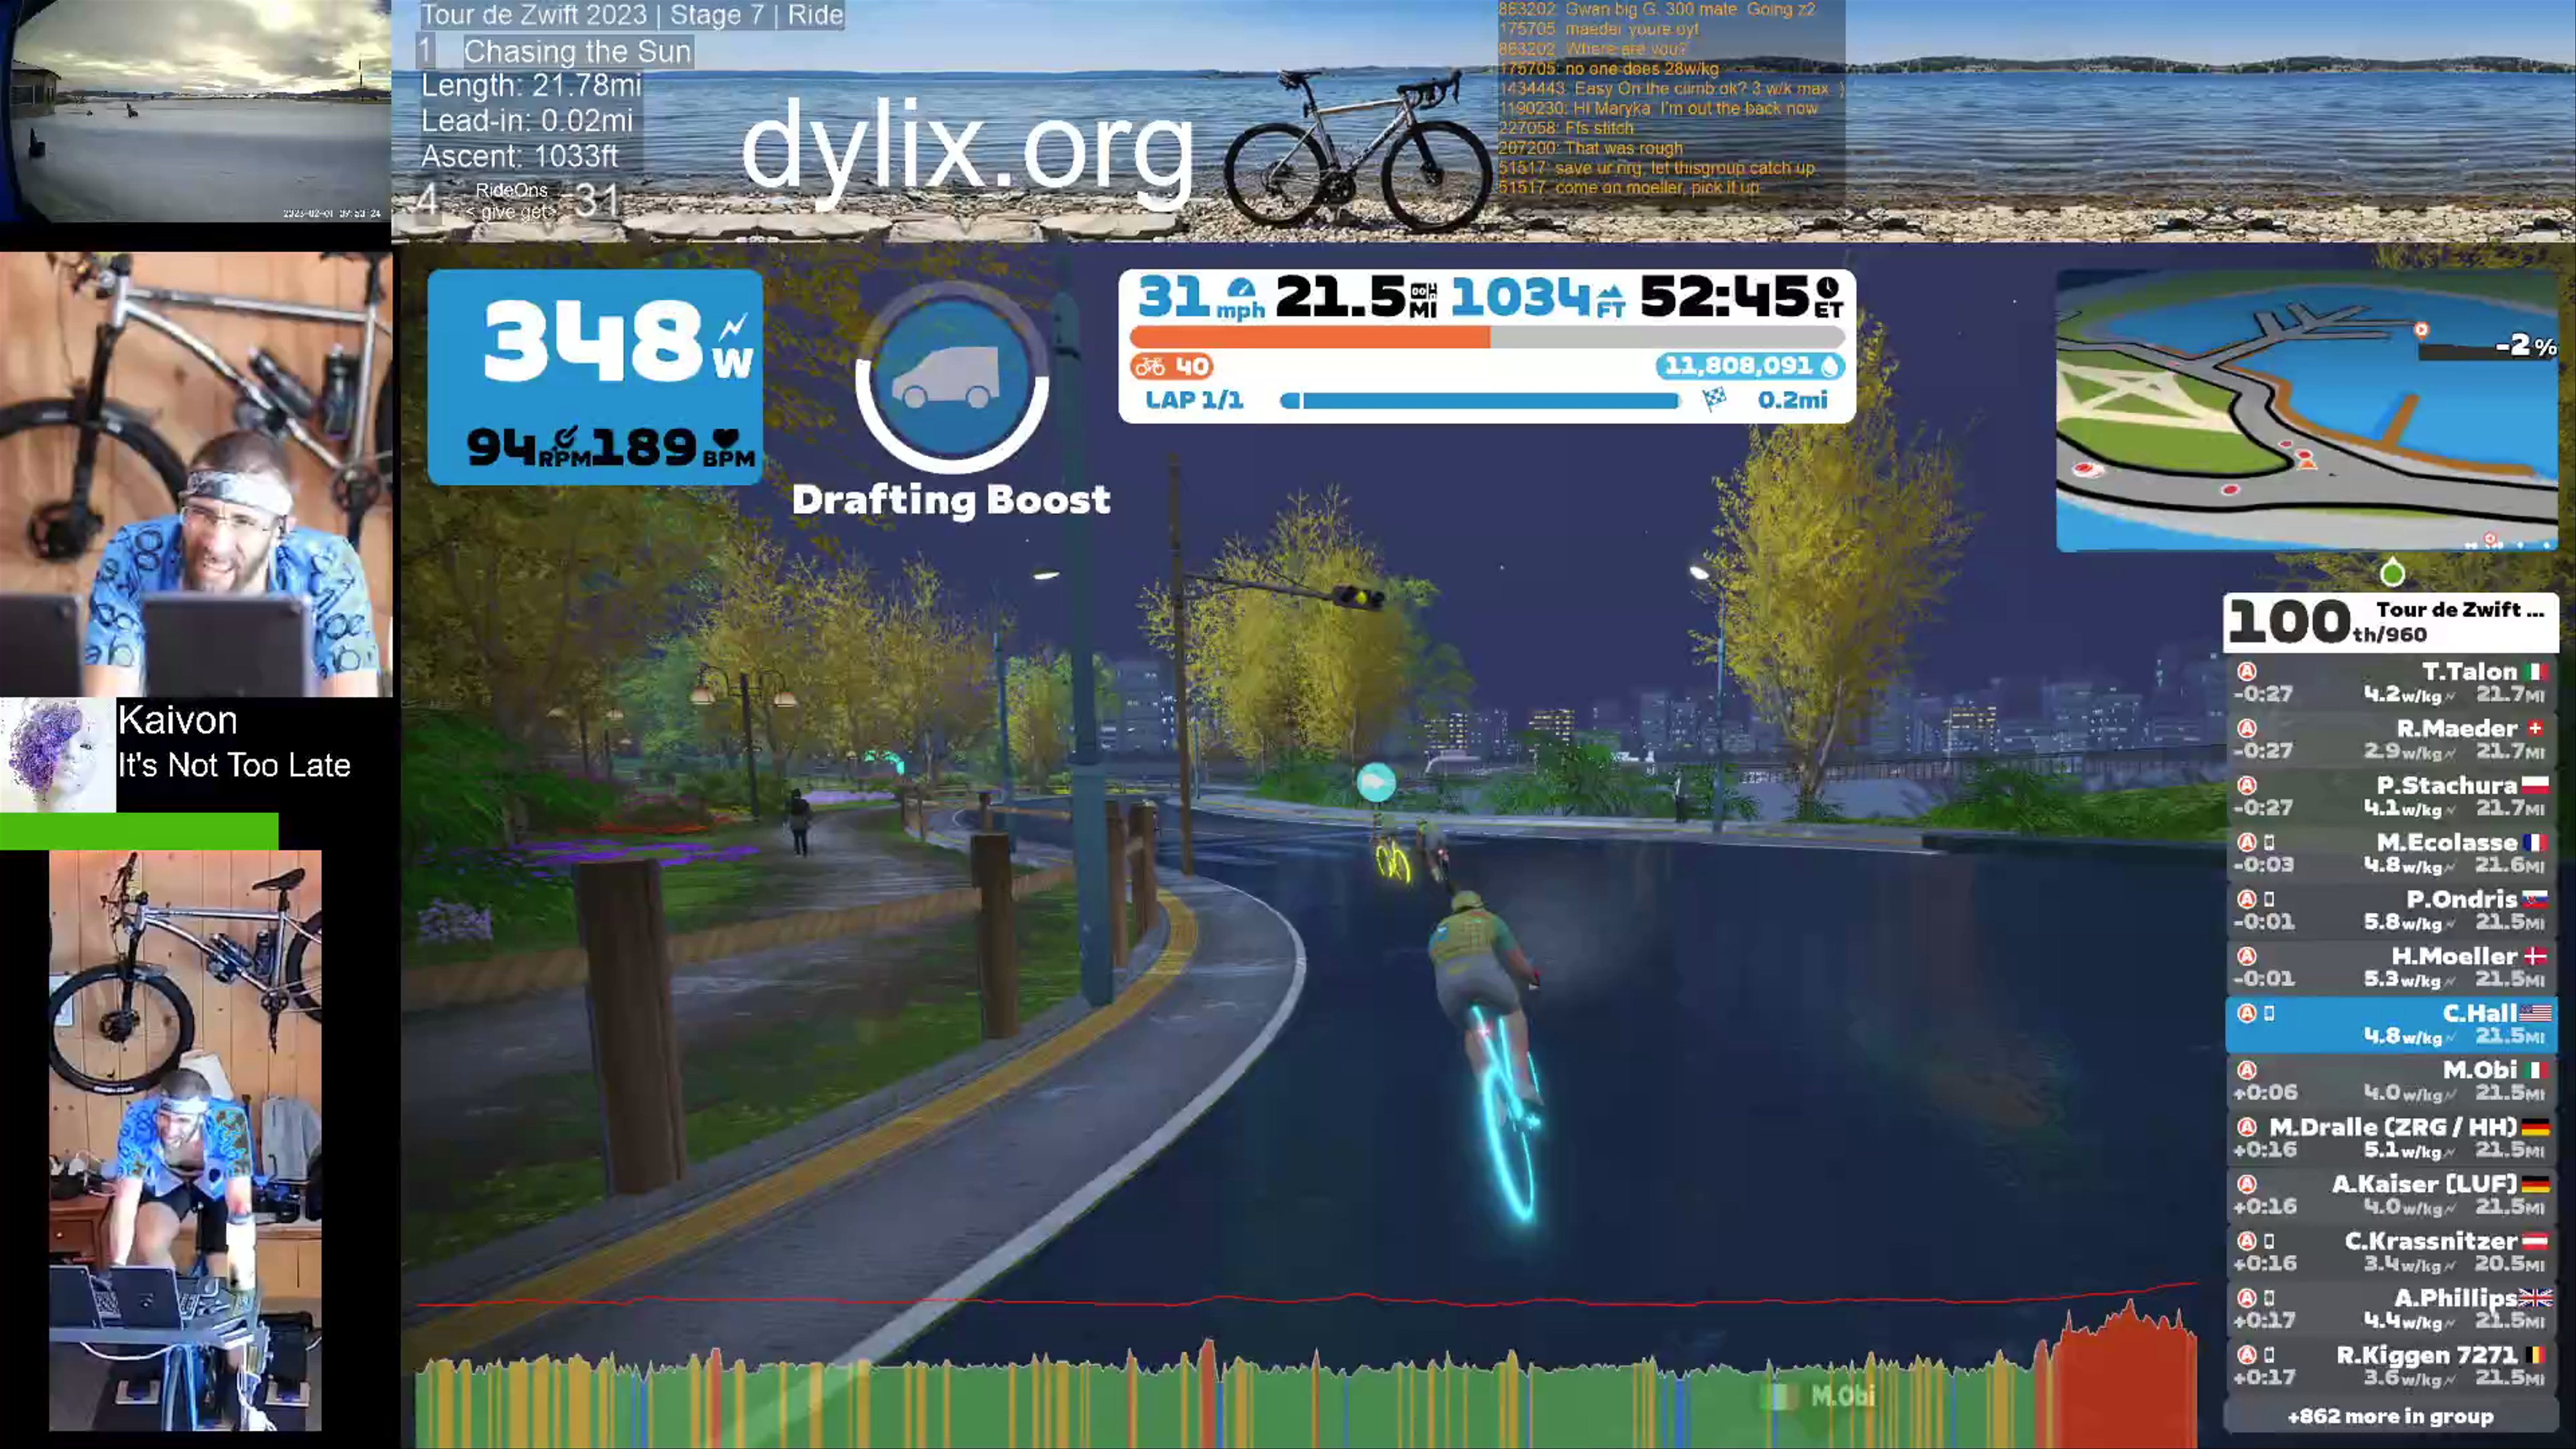 Tour de Zwift 2023 | Stage 7 | Ride
1 Chasing the Sun
Length: 21.78mi
Lead-in: 0.02mi
Ascent: 1033ft
4 RideOns 31
< give get>
dylix.org
863202: Gwan big G. 300 mate. Going z2
175705: maeder youre oyt
863202: Where are you?
175705: no one does 28w/kg
1434443: Easy On the climb ok? 3 w/k max :)
1190230: Hi Maryka I'm out the back now
227058: Ffs stitch
207200: That was rough
51517: save ur nrg, let thisgroup catch up
51517: come on moeller, pick it up
348 W
94 RPM 189 BPM
Drafting Boost
31 mph 21.5 MI 1034 FT 52:45 ET
40 11,808,091
LAP 1/1 0.2mi
-2%
100th/960 Tour de Zwift ...
A T.Talon
-0:27 4.2w/kg 21.7MI
A R.Maeder
-0:27 2.9w/kg 21.7MI
A P.Stachura
-0:27 4.1w/kg 21.7MI
A M.Ecolasse
-0:03 4.8w/kg 21.6MI
A P.Ondris
-0:01 5.8w/kg 21.5MI
A H.Moeller
-0:01 5.3w/kg 21.5MI
A C.Hall
4.8w/kg 21.5MI
A M.Obi
+0:06 4.0w/kg 21.5MI
A M.Dralle (ZRG / HH)
+0:16 5.1w/kg 21.5MI
A A.Kaiser [LUF]
+0:16 4.0w/kg 21.5MI
A C.Krassnitzer
+0:16 3.4w/kg 20.5MI
A A.Phillips
+0:17 4.4w/kg 21.5MI
A R.Kiggen 7271
+0:17 3.6w/kg 21.5MI
+862 more in group
Kaivon
It's Not Too Late
M.Obi